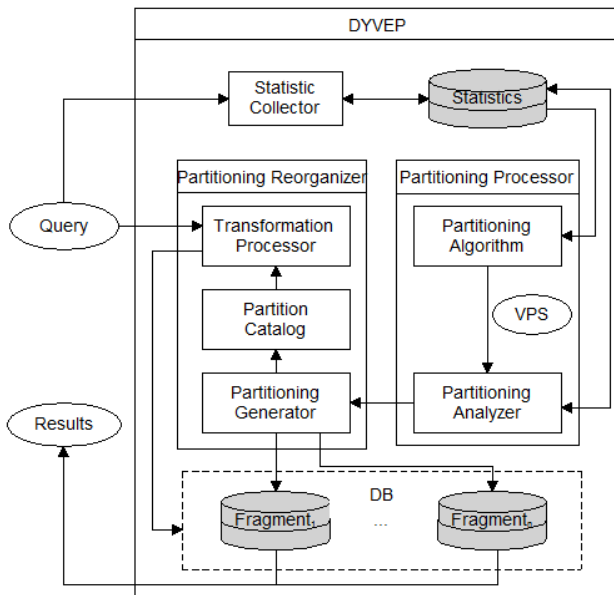 DYVEP
Statistic
Collector
Statistics
Partitioning Reorganizer
Partitioning Processor
Query
Transformation
Processor
Partitioning
Algorithm
Partition
Catalog
VPS
Partitioning
Generator
Partitioning
Analyzer
Results
DB
Fragment₁
...
Fragmentₙ